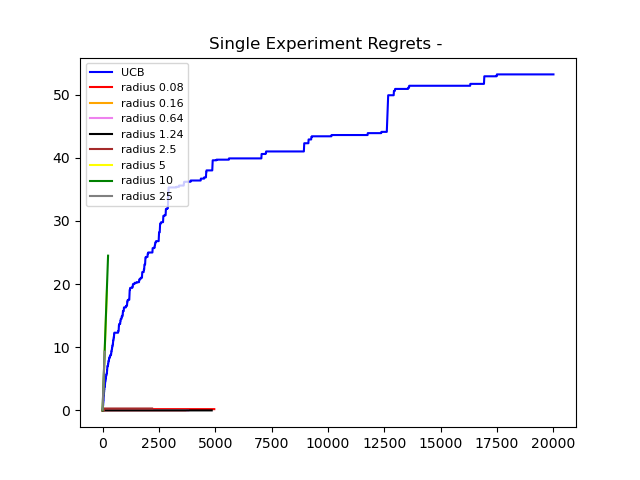 Single Experiment Regrets -
UCB
radius 0.08
radius 0.16
radius 0.64
radius 1.24
radius 2.5
radius 5
radius 10
radius 25
50
40
30
20
10
0
0 2500 5000 7500 10000 12500 15000 17500 20000